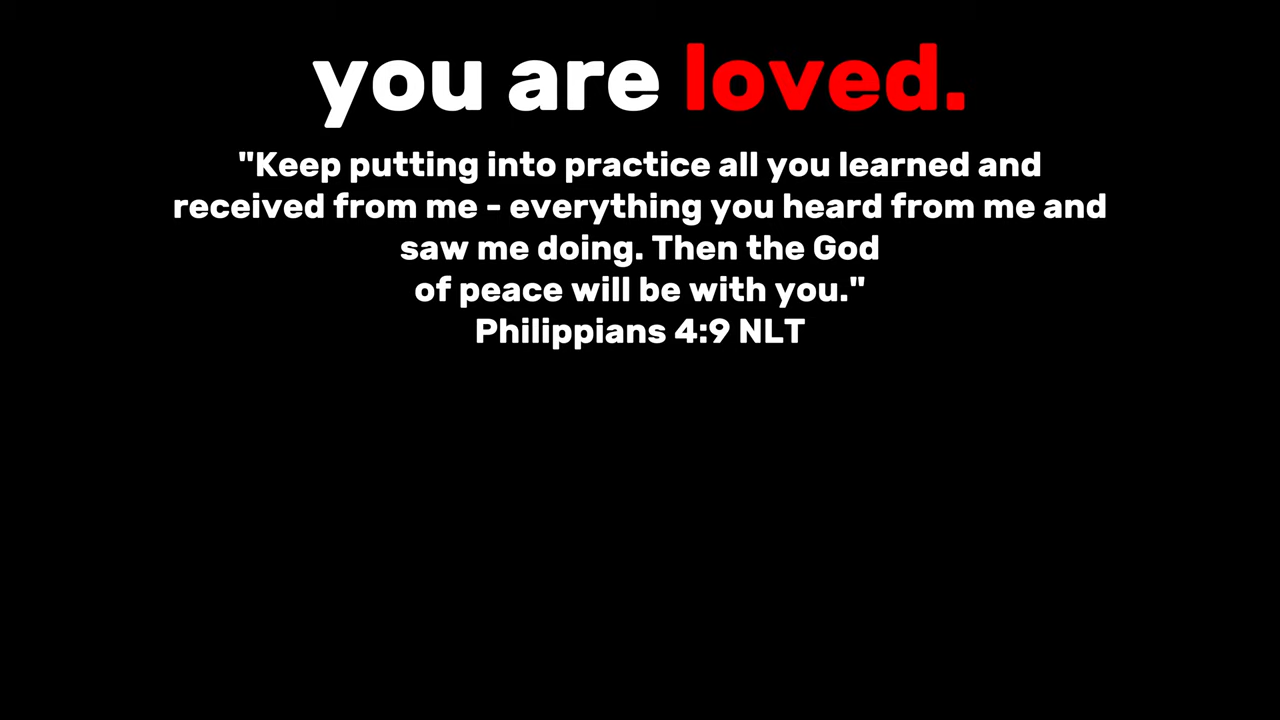 you are loved.
"Keep putting into practice all you learned and
received from me - everything you heard from me and
saw me doing. Then the God
of peace will be with you."
Philippians 4:9 NLT